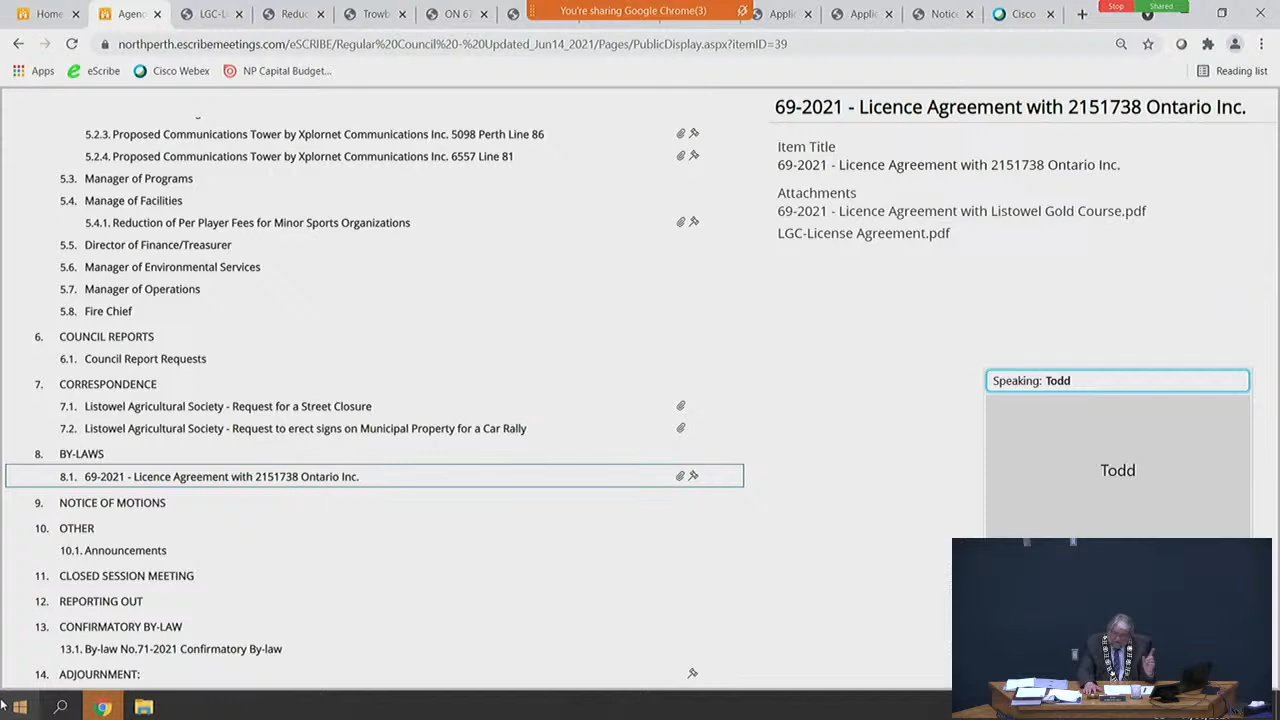 Home
Agend
LGC-Li
Reduc
Trowb
ON 6
You're sharing Google Chrome(3)
Applic
Applic
Notice
Cisco
Stop
Shared
northperth.escribemeetings.com/eSCRIBE/Regular%20Council%20-%20Updated_Jun14_2021/Pages/PublicDisplay.aspx?itemID=39
Apps
eScribe
Cisco Webex
NP Capital Budget...
Reading list
5.2.3. Proposed Communications Tower by Xplornet Communications Inc. 5098 Perth Line 86
5.2.4. Proposed Communications Tower by Xplornet Communications Inc. 6557 Line 81
5.3. Manager of Programs
5.4. Manage of Facilities
5.4.1. Reduction of Per Player Fees for Minor Sports Organizations
5.5. Director of Finance/Treasurer
5.6. Manager of Environmental Services
5.7. Manager of Operations
5.8. Fire Chief
6. COUNCIL REPORTS
6.1. Council Report Requests
7. CORRESPONDENCE
7.1. Listowel Agricultural Society - Request for a Street Closure
7.2. Listowel Agricultural Society - Request to erect signs on Municipal Property for a Car Rally
8. BY-LAWS
8.1. 69-2021 - Licence Agreement with 2151738 Ontario Inc.
9. NOTICE OF MOTIONS
10. OTHER
10.1. Announcements
11. CLOSED SESSION MEETING
12. REPORTING OUT
13. CONFIRMATORY BY-LAW
13.1. By-law No.71-2021 Confirmatory By-law
14. ADJOURNMENT:
69-2021 - Licence Agreement with 2151738 Ontario Inc.
Item Title
69-2021 - Licence Agreement with 2151738 Ontario Inc.
Attachments
69-2021 - Licence Agreement with Listowel Gold Course.pdf
LGC-License Agreement.pdf
Speaking: Todd
Todd